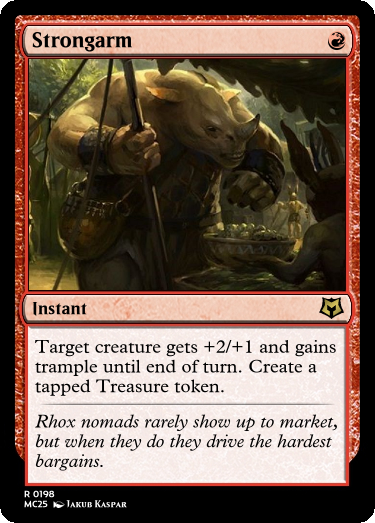 Strongarm
Instant
Target creature gets +2/+1 and gains
trample until end of turn. Create a
tapped Treasure token.
Rhox nomads rarely show up to market,
but when they do they drive the hardest
bargains.
R 0198
MC25 Jakub Kaspar